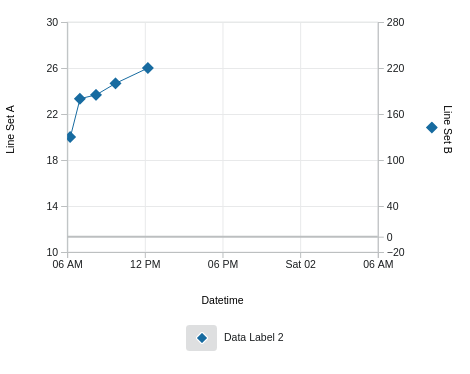 30
280
26
220
22
160
18
100
14
40
0
10
−20
Line Set A
Line Set B
06 AM
12 PM
06 PM
Sat 02
06 AM
Datetime
Data Label 2